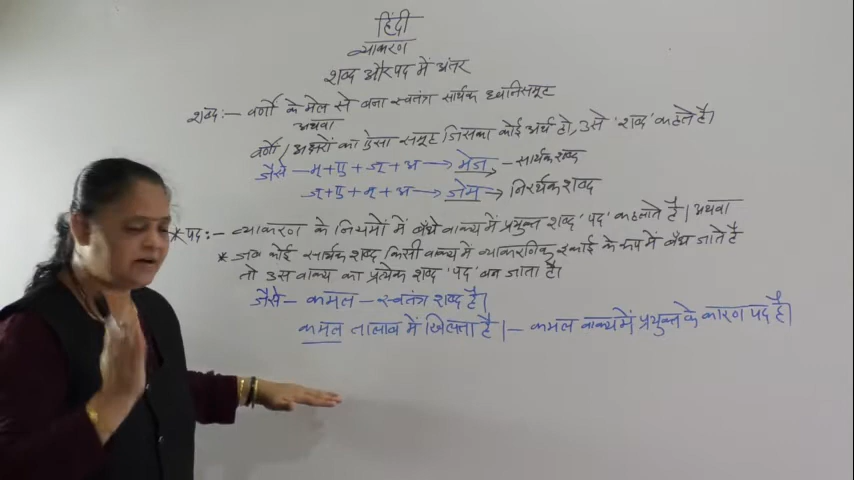 हिंदी
व्याकरण
शब्द और पद में अंतर
शब्द:- वर्णों के मेल से बना स्वतंत्र सार्थक ध्वनिसमूह
अथवा
वर्णों / अक्षरों का ऐसा समूह जिसका कोई अर्थ हो, उसे 'शब्द' कहते हैं।
जैसे - म्+ए+ज्+अ → मेज - सार्थक शब्द
ज्+ए+म्+अ → जेम → निरर्थक शब्द
* पद:- व्याकरण के नियमों में बँधे वाक्य में प्रयुक्त शब्द 'पद' कहलाते हैं। अथवा
* जब कोई सार्थक शब्द किसी वाक्य में व्याकरणिक इकाई के रूप में बँध जाते हैं
तो उस वाक्य का प्रत्येक शब्द 'पद' बन जाता है।
जैसे - कमल - स्वतंत्र शब्द है।
कमल तालाब में खिलता है। - कमल वाक्य में प्रयुक्त के कारण पद है।